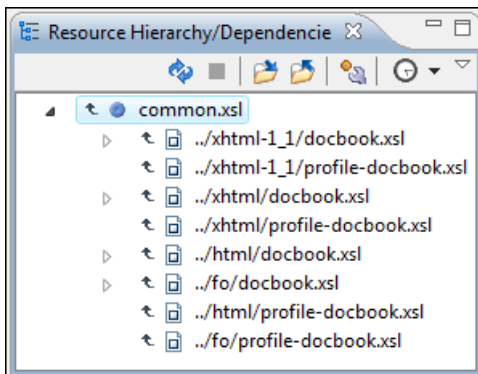 Resource Hierarchy/Dependencie
common.xsl
../xhtml-1_1/docbook.xsl
../xhtml-1_1/profile-docbook.xsl
../xhtml/docbook.xsl
../xhtml/profile-docbook.xsl
../html/docbook.xsl
../fo/docbook.xsl
../html/profile-docbook.xsl
../fo/profile-docbook.xsl